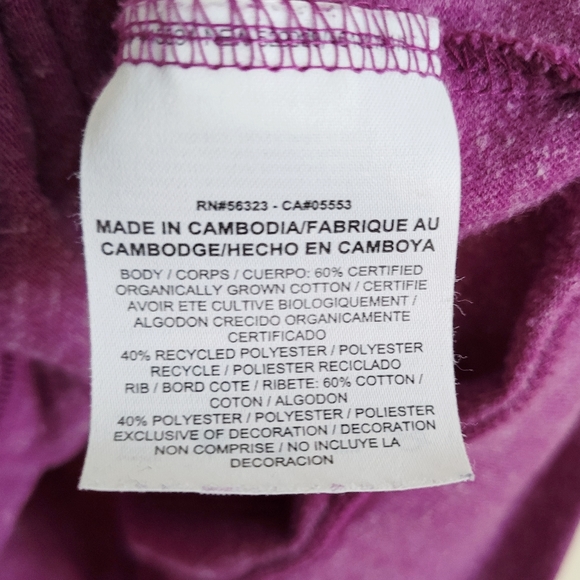 RN#56323 - CA#05553
MADE IN CAMBODIA/FABRIQUE AU
CAMBODGE/HECHO EN CAMBOYA
BODY / CORPS / CUERPO: 60% CERTIFIED
ORGANICALLY GROWN COTTON / CERTIFIE
AVOIR ETE CULTIVE BIOLOGIQUEMENT /
ALGODON CRECIDO ORGANICAMENTE
CERTIFICADO
40% RECYCLED POLYESTER / POLYESTER
RECYCLE / POLIESTER RECICLADO
RIB / BORD COTE / RIBETE: 60% COTTON /
COTON / ALGODON
40% POLYESTER / POLYESTER / POLIESTER
EXCLUSIVE OF DECORATION / DECORATION
NON COMPRISE / NO INCLUYE LA
DECORACION